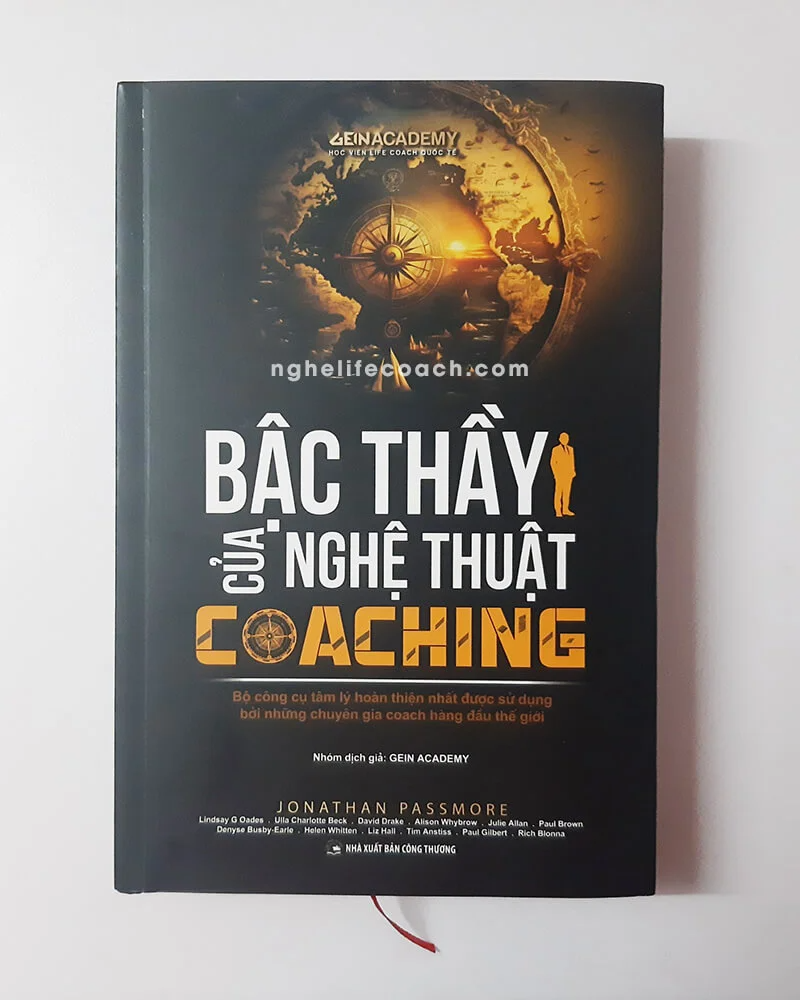 GEIN ACADEMY
HỌC VIỆN LIFE COACH QUỐC TẾ
nghelifecoach.com
BẬC THẦY
CỦA NGHỆ THUẬT
COACHING
Bộ công cụ tâm lý hoàn thiện nhất được sử dụng
bởi những chuyên gia coach hàng đầu thế giới
Nhóm dịch giả: GEIN ACADEMY
JONATHAN PASSMORE
Lindsay G Oades . Ulla Charlotte Beck . David Drake . Alison Whybrow . Julie Allan . Paul Brown
Denyse Busby-Earle . Helen Whitten . Liz Hall . Tim Anstiss . Paul Gilbert . Rich Blonna
NHÀ XUẤT BẢN CÔNG THƯƠNG